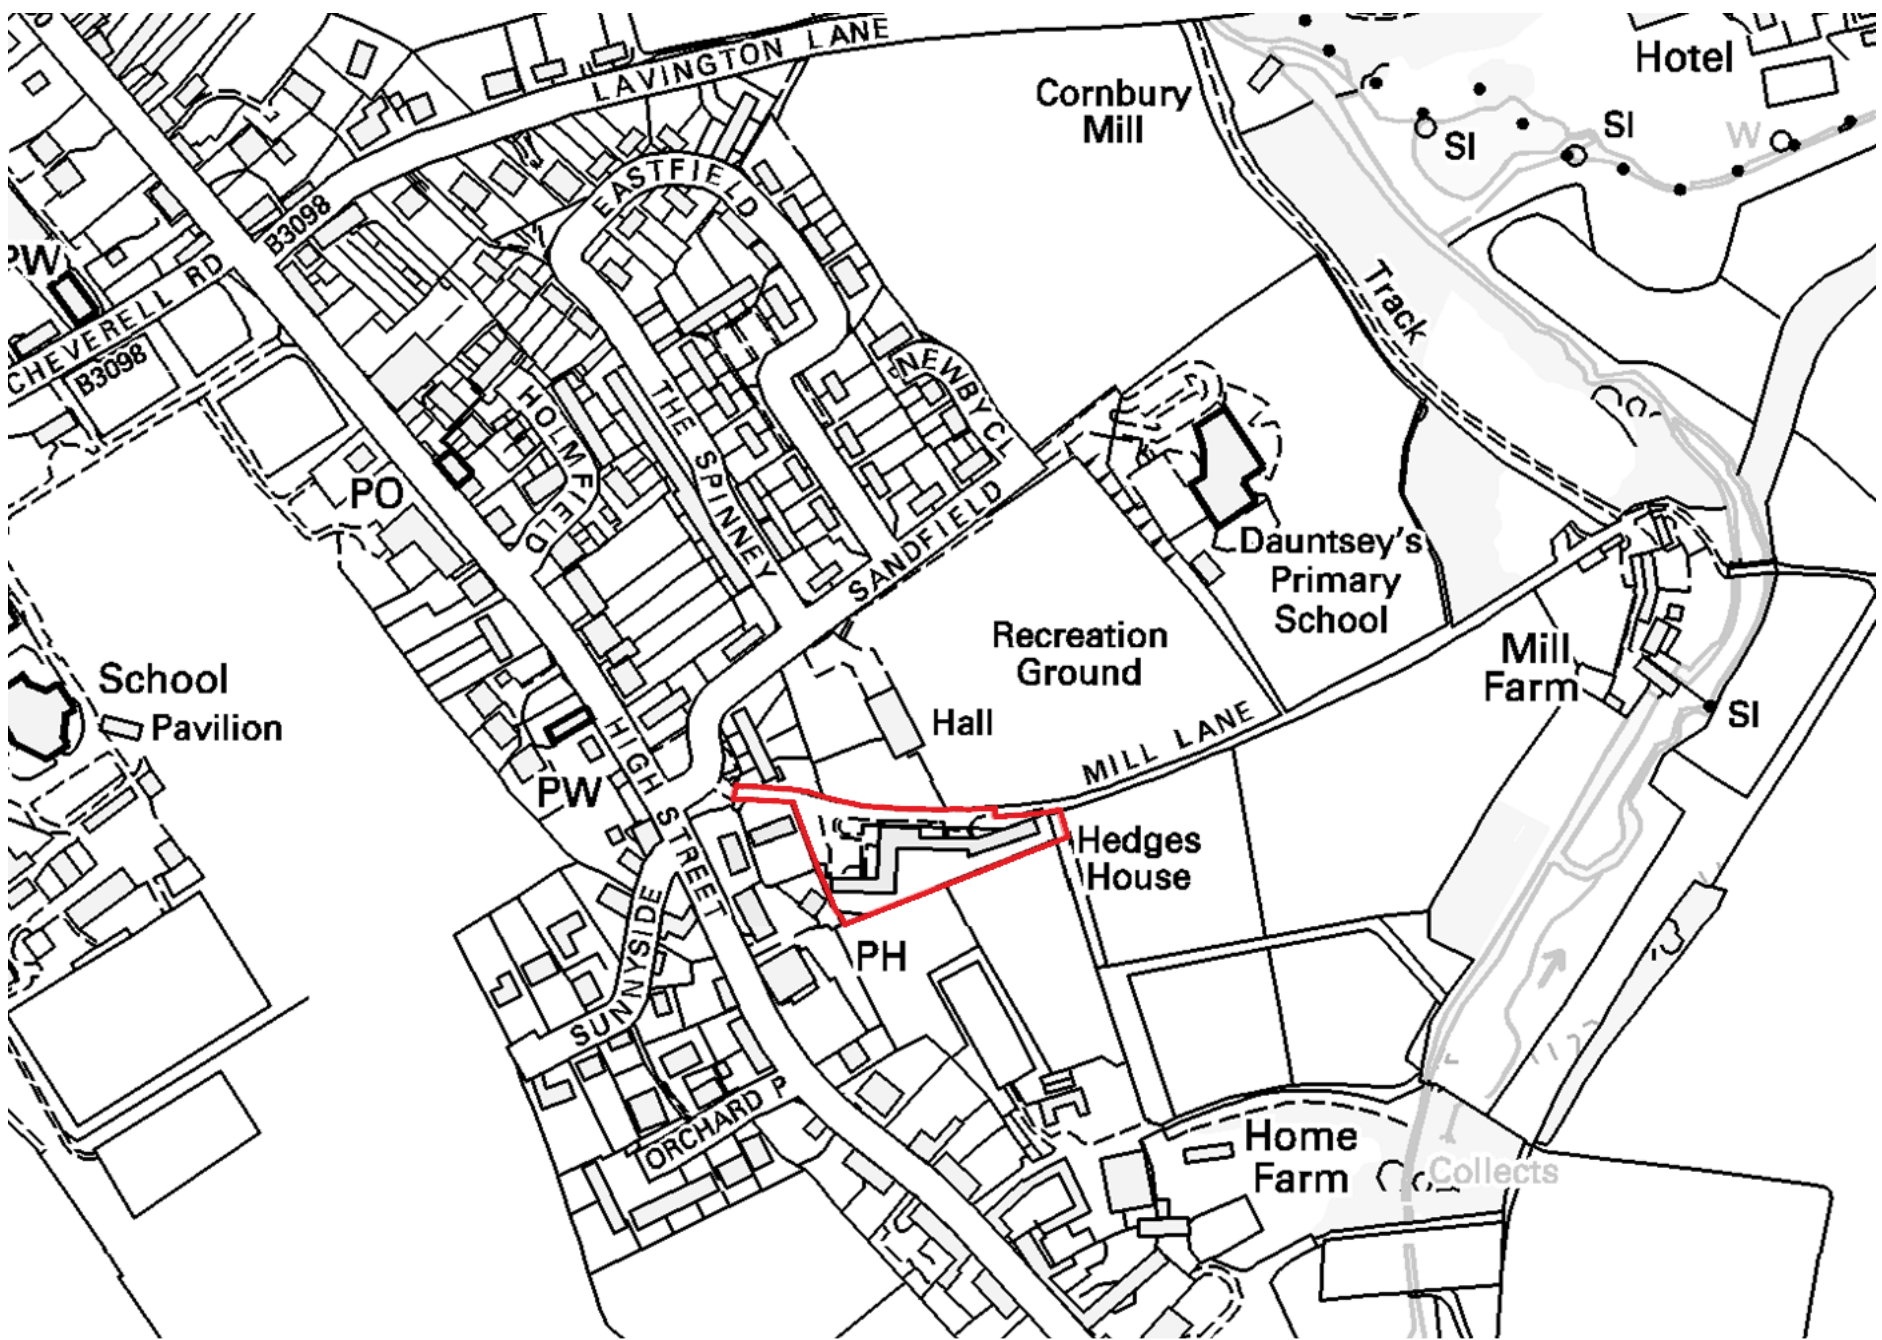 LAVINGTON LANE
Hotel
Cornbury
Mill
SI
SI
W
EASTFIELD
B3098
PW
CHEVERELL RD
B3098
Track
NEWBY CL
HOLMFIELD
THE SPINNEY
PO
SANDFIELD
Dauntsey's
Primary
School
Recreation
Ground
Mill
Farm
School
Pavilion
Hall
SI
HIGH STREET
MILL LANE
PW
Hedges
House
SUNNYSIDE
PH
ORCHARD P
Home
Farm
Collects